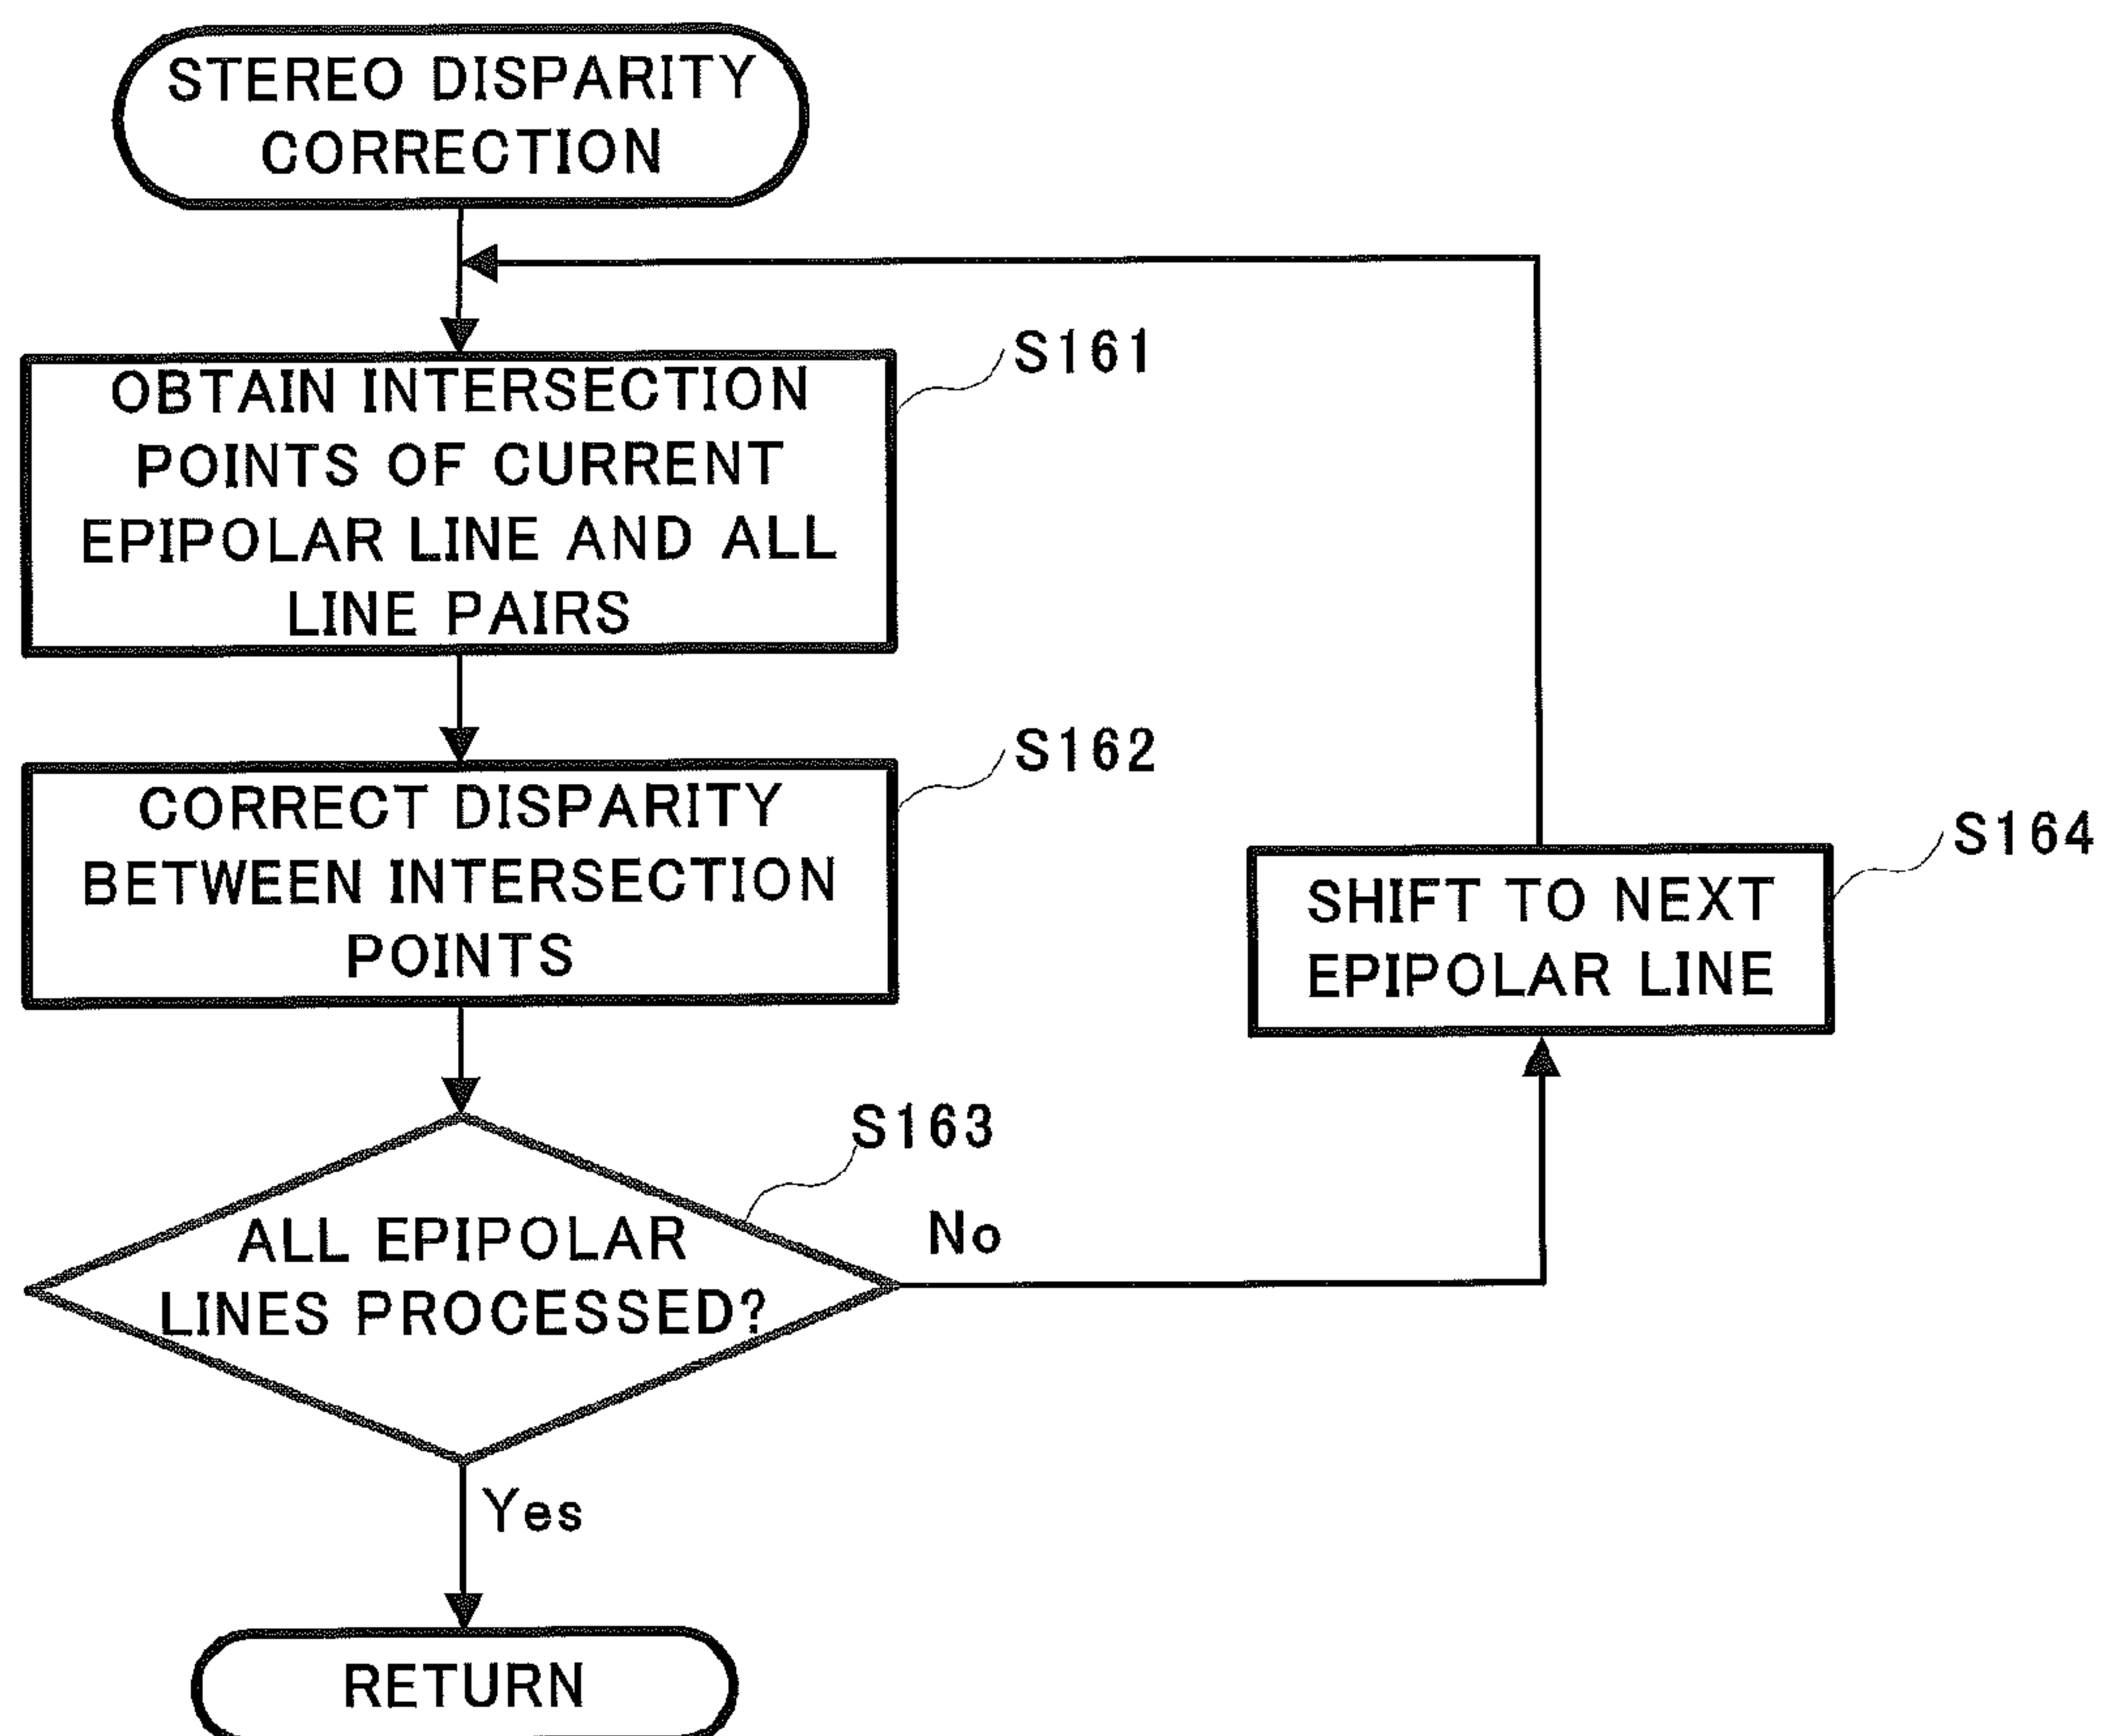 STEREO DISPARITY
CORRECTION
S161
OBTAIN INTERSECTION
POINTS OF CURRENT
EPIPOLAR LINE AND ALL
LINE PAIRS
S162
CORRECT DISPARITY
BETWEEN INTERSECTION
POINTS
S164
SHIFT TO NEXT
EPIPOLAR LINE
S163
ALL EPIPOLAR
LINES PROCESSED?
No
Yes
RETURN